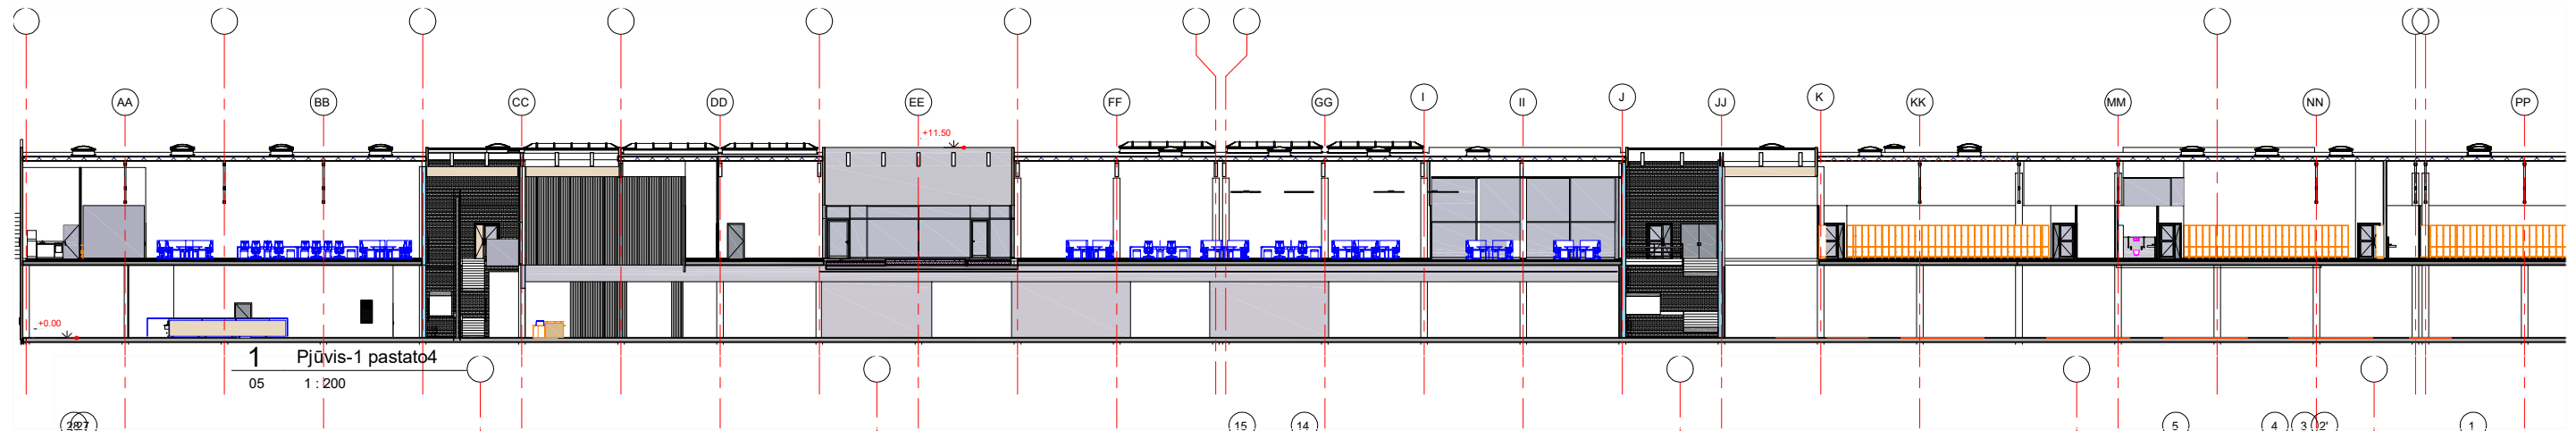 AA BB CC DD EE FF GG I II J JJ K KK MM NN PP
+11.50
+0.00
1 Pjūvis-1 pastato4
05 1 : 200
15 14 5 4 3 2' 1